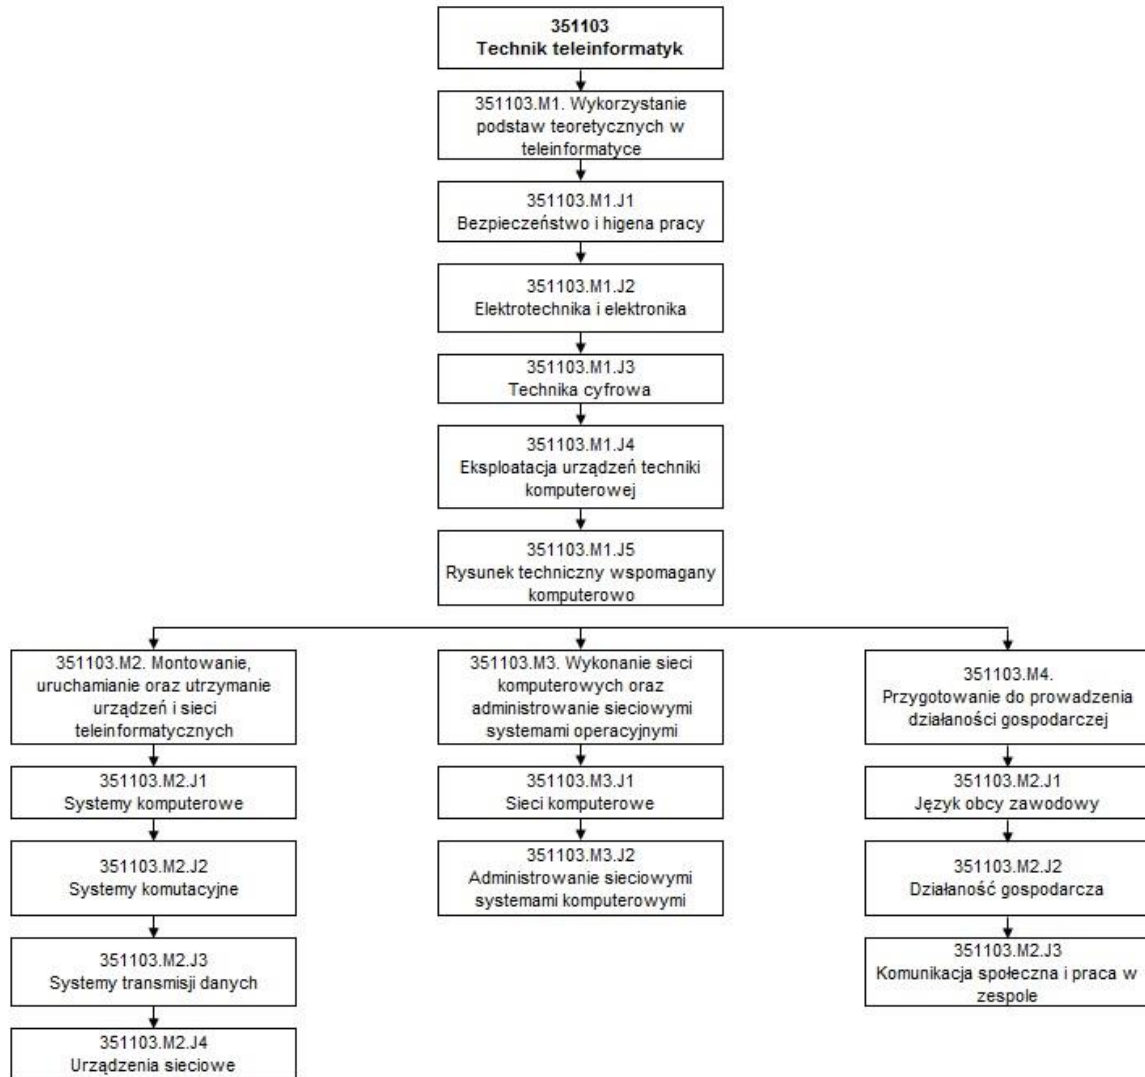 351103
Technik teleinformatyk
351103.M1. Wykorzystanie
podstaw teoretycznych w
teleinformatyce
351103.M1.J1
Bezpieczeństwo i higena pracy
351103.M1.J2
Elektrotechnika i elektronika
351103.M1.J3
Technika cyfrowa
351103.M1.J4
Eksploatacja urządzeń techniki
komputerowej
351103.M1.J5
Rysunek techniczny wspomagany
komputerowo
351103.M2. Montowanie,
uruchamianie oraz utrzymanie
urządzeń i sieci
teleinformatycznych
351103.M2.J1
Systemy komputerowe
351103.M2.J2
Systemy komutacyjne
351103.M2.J3
Systemy transmisji danych
351103.M2.J4
Urządzenia sieciowe
351103.M3. Wykonanie sieci
komputerowych oraz
administrowanie sieciowymi
systemami operacyjnymi
351103.M3.J1
Sieci komputerowe
351103.M3.J2
Administrowanie sieciowymi
systemami komputerowymi
351103.M4.
Przygotowanie do prowadzenia
działaności gospodarczej
351103.M2.J1
Język obcy zawodowy
351103.M2.J2
Działaność gospodarcza
351103.M2.J3
Komunikacja społeczna i praca w
zespole